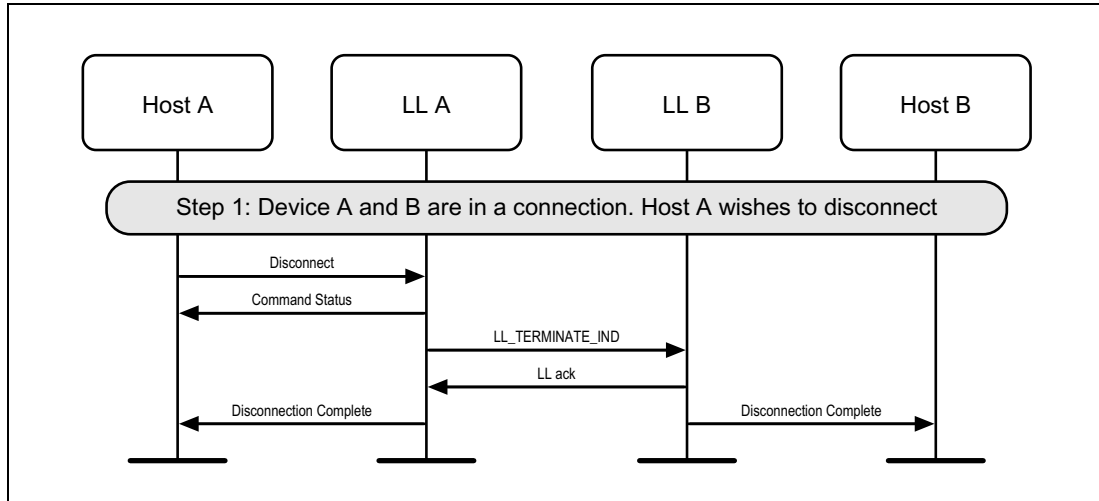 Host A
LL A
LL B
Host B
Step 1: Device A and B are in a connection. Host A wishes to disconnect
Disconnect
Command Status
LL_TERMINATE_IND
LL ack
Disconnection Complete
Disconnection Complete